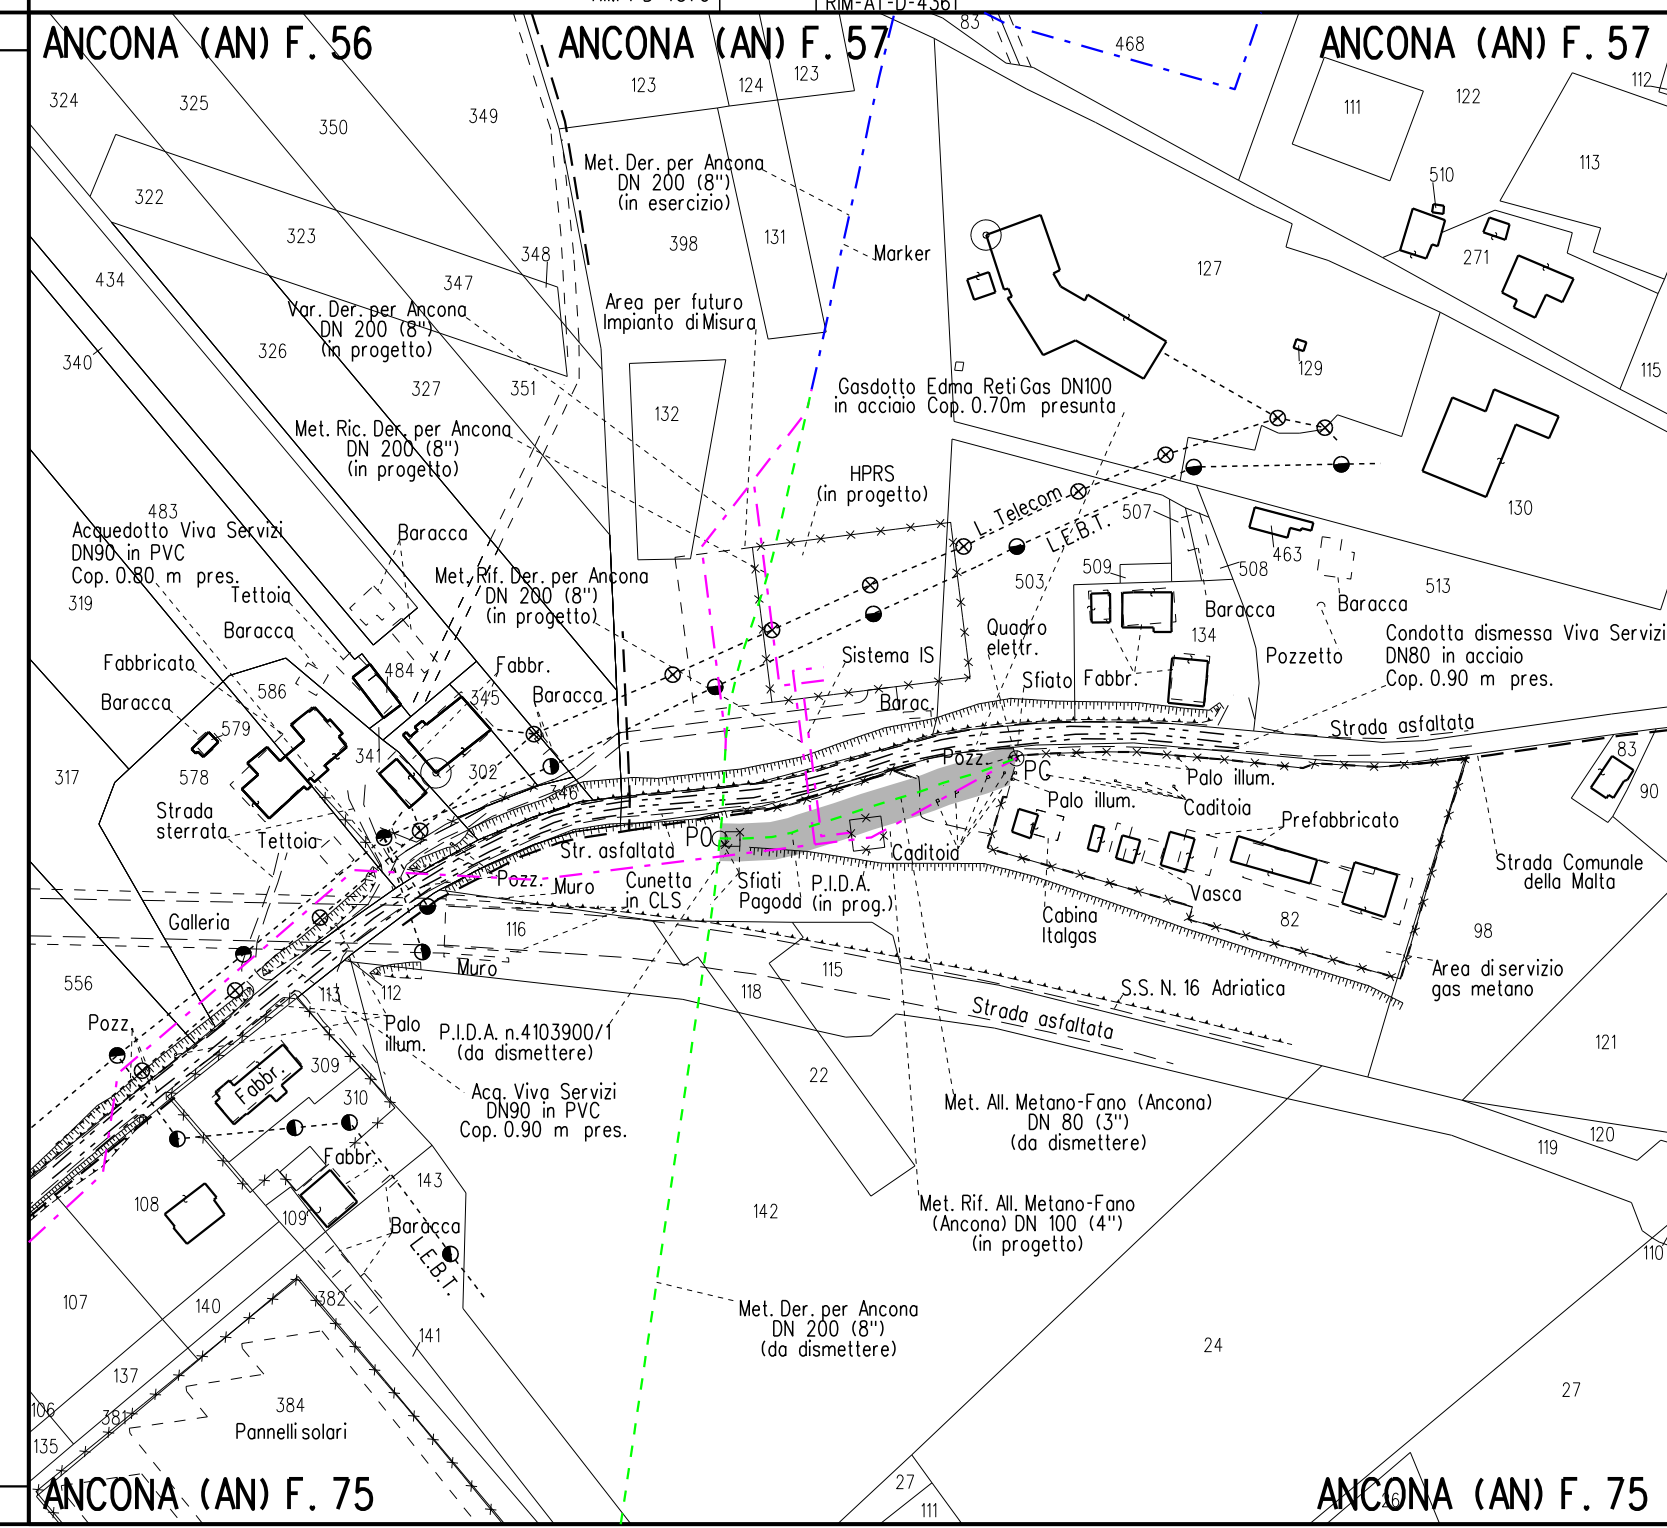 RIM-AT-D-4361
ANCONA (AN) F. 56
ANCONA (AN) F. 57
ANCONA (AN) F. 57
83
468
324
325
350
349
123
124
123
111
122
112
113
510
322
323
348
347
434
Met. Der. per Ancona
DN 200 (8")
(in esercizio)
398
131
Marker
127
271
Var. Der. per Ancona
DN 200 (8")
(in progetto)
Area per futuro
Impianto di Misura
340
326
327
351
132
129
115
Gasdotto Edma Reti Gas DN100
in acciaio Cop. 0.70m presunta
Met. Ric. Der. per Ancona
DN 200 (8")
(in progetto)
HPRS
(in progetto)
L. Telecom
L.E.B.T.
507
130
463
483
Acquedotto Viva Servizi
DN90 in PVC
Cop. 0.80 m pres.
Baracca
319
Tettoia
Baracca
Met. Rif. Der. per Ancona
DN 200 (8")
(in progetto)
503
509
508
513
Baracca
Baracca
134
Quadro
elettr.
Condotta dismessa Viva Servizi
DN80 in acciaio
Cop. 0.90 m pres.
Pozzetto
Fabbricato
Baracca
586
484
345
Fabbr.
Baracca
Sistema IS
Sfiato
Fabbr.
Barac.
579
578
341
302
346
317
Strada asfaltata
83
90
Pozz.
PC
Palo illum.
Caditoia
Palo illum.
Prefabbricato
Strada
sterrata
Tettoia
PO
Str. asfaltata
Caditoia
Strada Comunale
della Malta
Pozz.
Muro
Cunetta
in CLS
Sfiati
Pagoda
P.I.D.A.
(in prog.)
Vasca
82
Cabina
Italgas
98
Galleria
116
115
118
556
Muro
113
112
Area di servizio
gas metano
S.S. N. 16 Adriatica
Strada asfaltata
Pozz.
Palo
illum.
P.I.D.A. n.4103900/1
(da dismettere)
121
Fabbr.
309
310
22
Acq. Viva Servizi
DN90 in PVC
Cop. 0.90 m pres.
Met. All. Metano-Fano (Ancona)
DN 80 (3")
(da dismettere)
119
120
Fabbr.
143
108
109
Baracca
L.E.B.T.
142
Met. Rif. All. Metano-Fano
(Ancona) DN 100 (4")
(in progetto)
110
107
140
382
141
Met. Der. per Ancona
DN 200 (8")
(da dismettere)
24
27
137
106
381
135
384
Pannelli solari
27
111
26
ANCONA (AN) F. 75
ANCONA (AN) F. 75